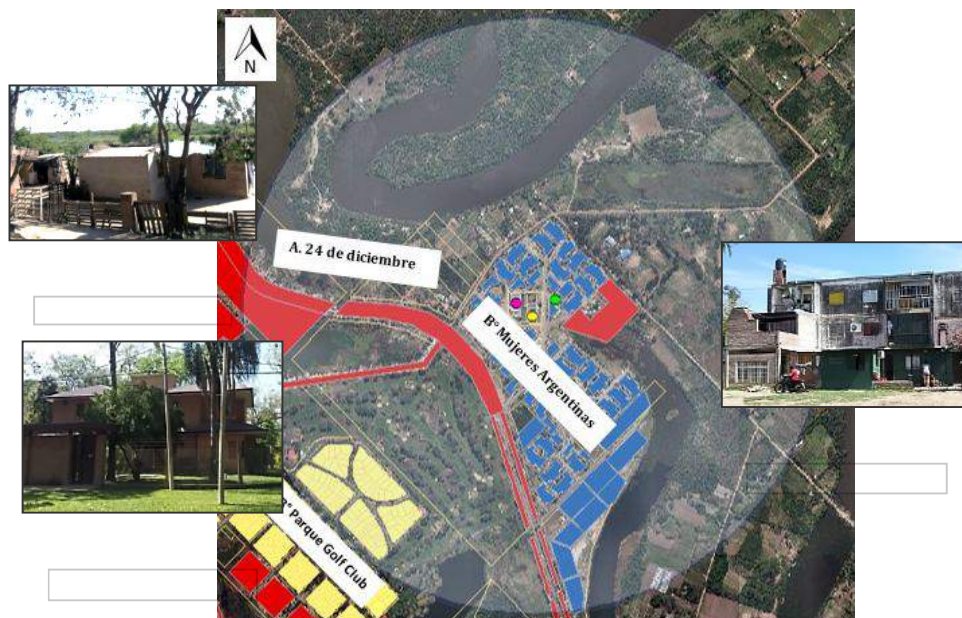 N
A. 24 de diciembre
B° Mujeres Argentinas
B° Parque Golf Club